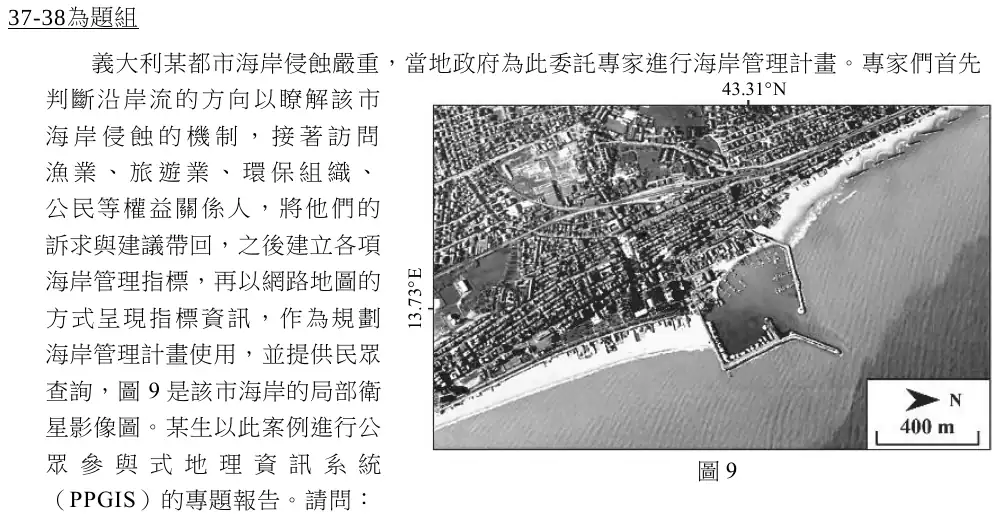 37-38為題組
義大利某都市海岸侵蝕嚴重，當地政府為此委託專家進行海岸管理計畫。專家們首先
判斷沿岸流的方向以瞭解該市
海岸侵蝕的機制，接著訪問
漁業、旅遊業、環保組織、
公民等權益關係人，將他們的
訴求與建議帶回，之後建立各項
海岸管理指標，再以網路地圖的
方式呈現指標資訊，作為規劃
海岸管理計畫使用，並提供民眾
查詢，圖 9 是該市海岸的局部衛
星影像圖。某生以此案例進行公
眾參與式地理資訊系統
（PPGIS）的專題報告。請問：
43.31°N
13.73°E
N
400 m
圖 9